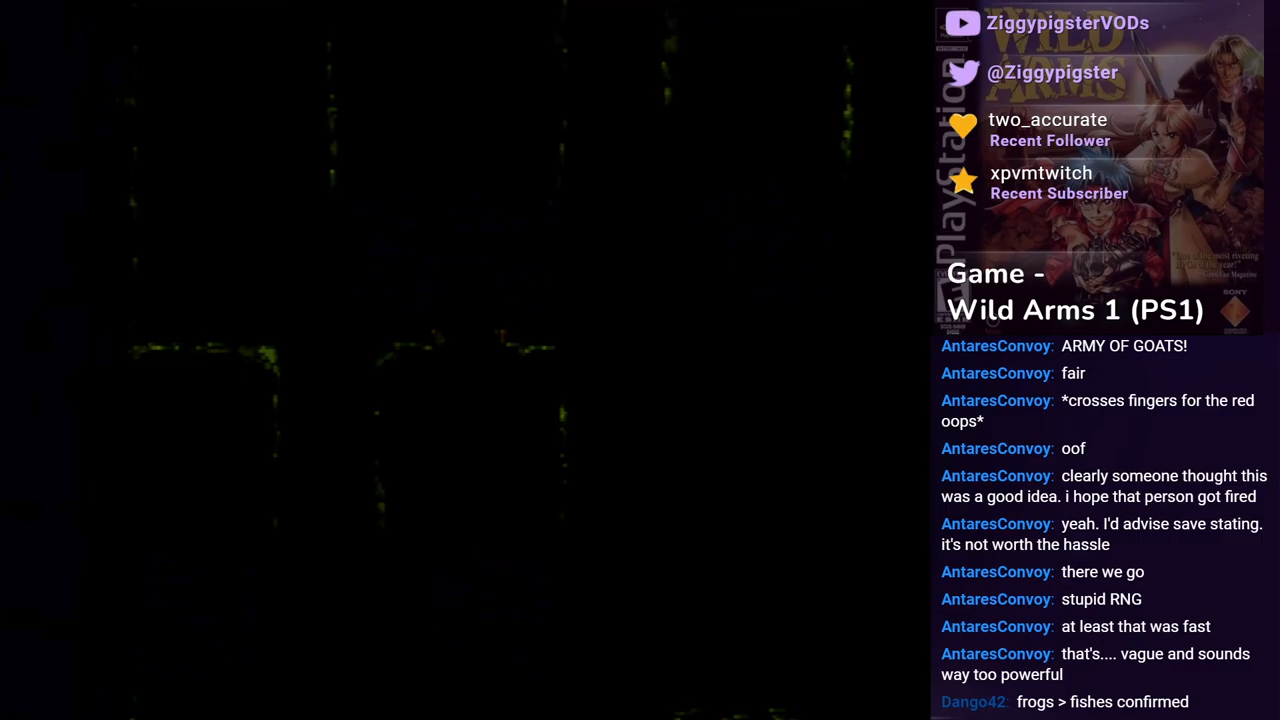 ZiggypigsterVODs
@Ziggypigster
two_accurate
Recent Follower
xpvmtwitch
Recent Subscriber
WILD
ARMS
PlayStation
Game -
Wild Arms 1 (PS1)
SONY
AntaresConvoy: ARMY OF GOATS!
AntaresConvoy: fair
AntaresConvoy: *crosses fingers for the red
oops*
AntaresConvoy: oof
AntaresConvoy: clearly someone thought this
was a good idea. i hope that person got fired
AntaresConvoy: yeah. I'd advise save stating.
it's not worth the hassle
AntaresConvoy: there we go
AntaresConvoy: stupid RNG
AntaresConvoy: at least that was fast
AntaresConvoy: that's.... vague and sounds
way too powerful
Dango42: frogs > fishes confirmed